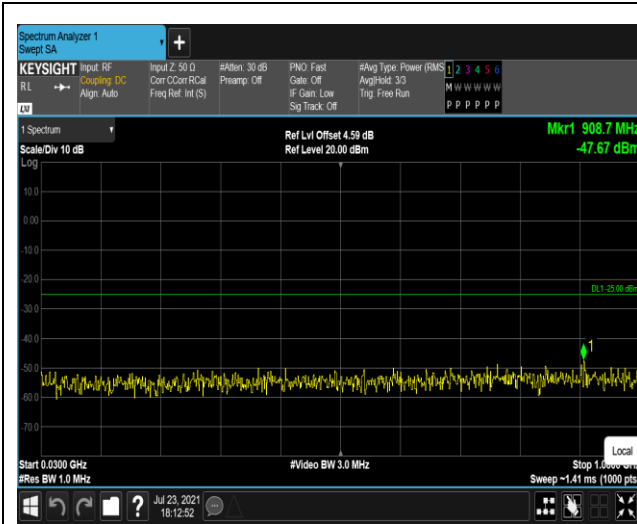 Spectrum Analyzer 1
Swept SA
+
KEYSIGHT
RL
LXI
Input: RF
Coupling: DC
Align: Auto
Input Z: 50 Ω
Corr CCorr RCal
Freq Ref: Int (S)
#Atten: 30 dB
Preamp: Off
PNO: Fast
Gate: Off
IF Gain: Low
Sig Track: Off
#Avg Type: Power (RMS
Avg|Hold: 3/3
Trig: Free Run
1 2 3 4 5 6
M W W W W W
P P P P P P
1 Spectrum
Scale/Div 10 dB
Ref Lvl Offset 4.59 dB
Ref Level 20.00 dBm
Mkr1 908.7 MHz
-47.67 dBm
Log
10.0
0.00
-10.0
-20.0
DL1 -25.00 dBm
-30.0
-40.0
1
-50.0
-60.0
-70.0
Local
Start 0.0300 GHz
#Video BW 3.0 MHz
Stop
#Res BW 1.0 MHz
Sweep ~1.41 ms (1000 pts
?
Jul 23, 2021
18:12:52